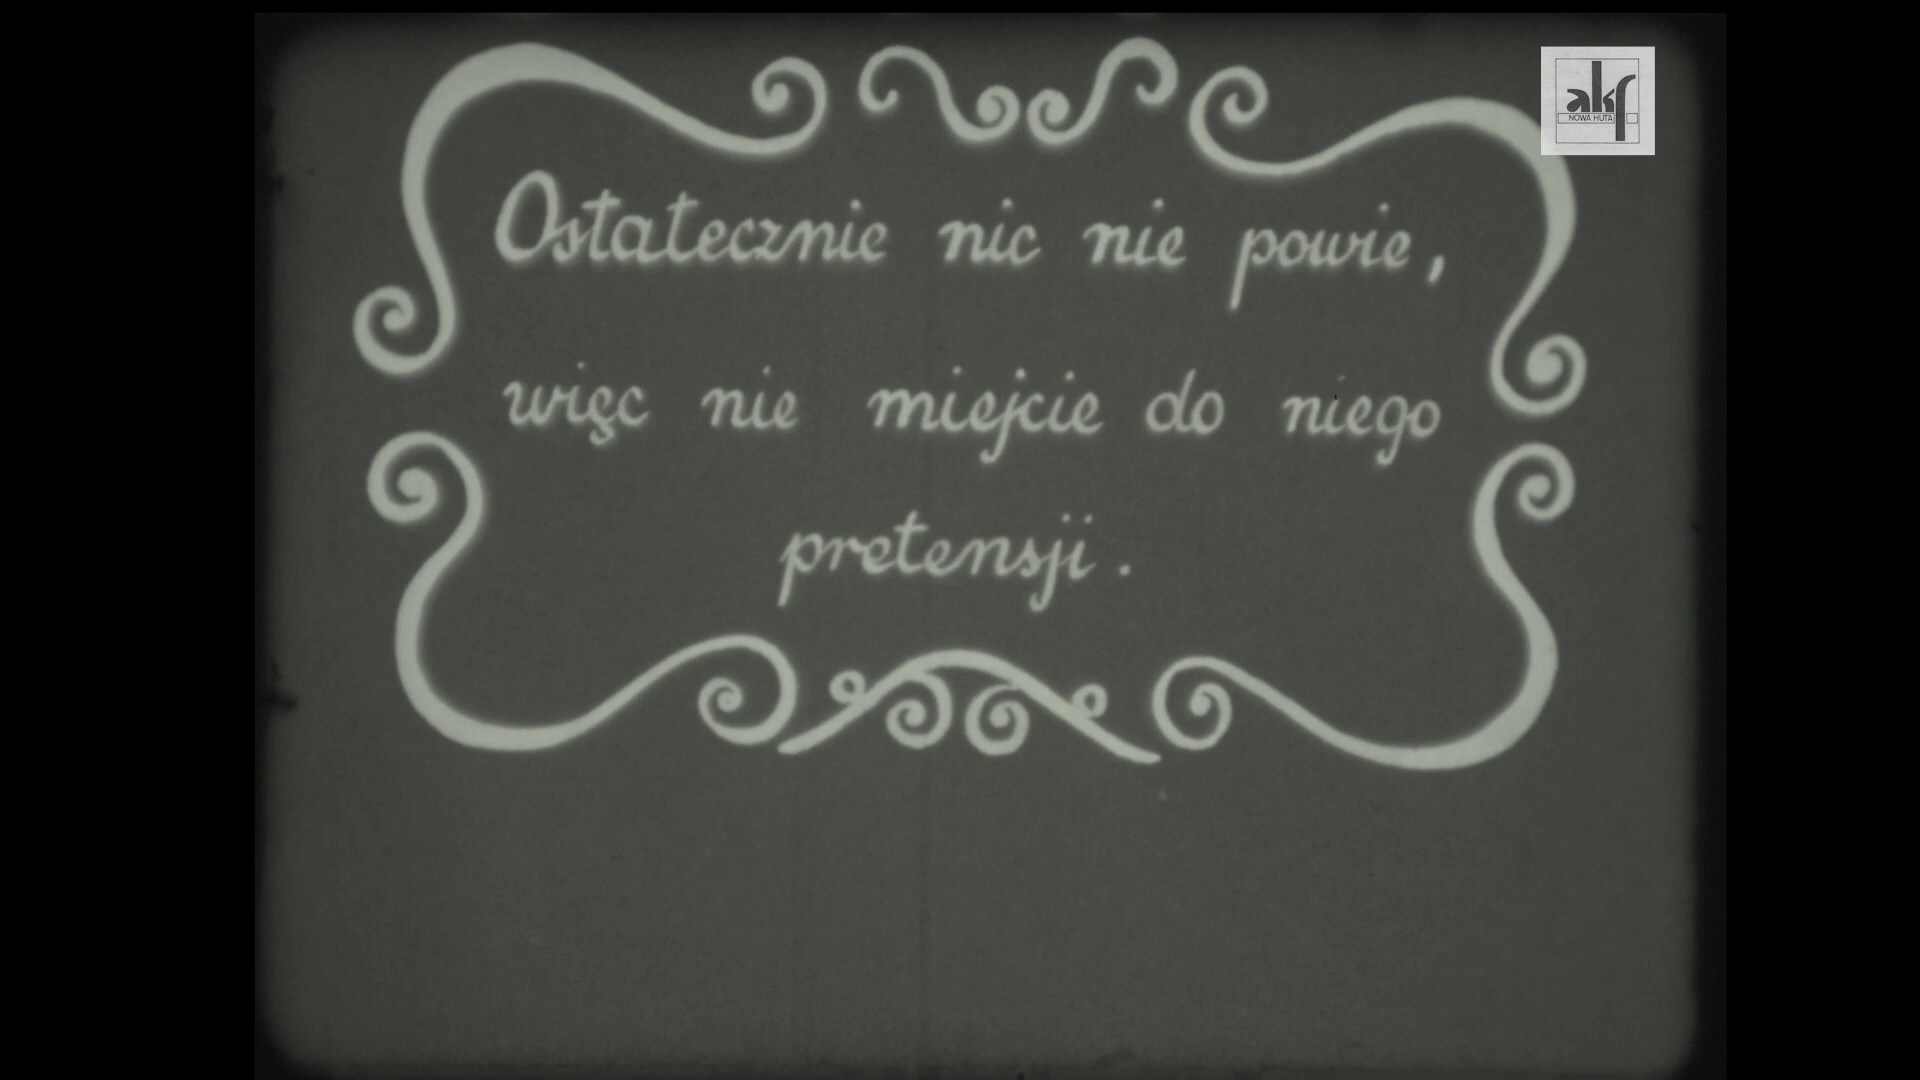 Ostatecznie nic nie powie,
więc nie miejcie do niego
pretensji.
akf
NOWA HUTA